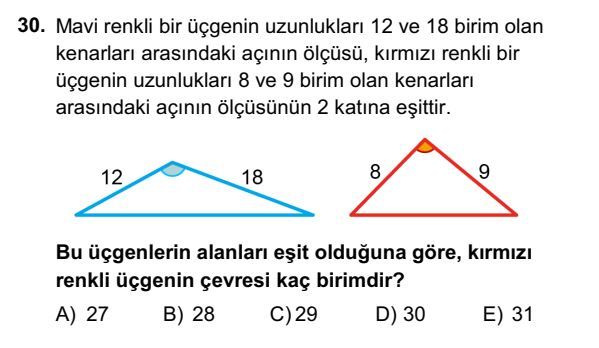 30. Mavi renkli bir üçgenin uzunlukları 12 ve 18 birim olan
kenarları arasındaki açının ölçüsü, kırmızı renkli bir
üçgenin uzunlukları 8 ve 9 birim olan kenarları
arasındaki açının ölçüsünün 2 katına eşittir.
12 18 8 9
Bu üçgenlerin alanları eşit olduğuna göre, kırmızı
renkli üçgenin çevresi kaç birimdir?
A) 27 B) 28 C) 29 D) 30 E) 31